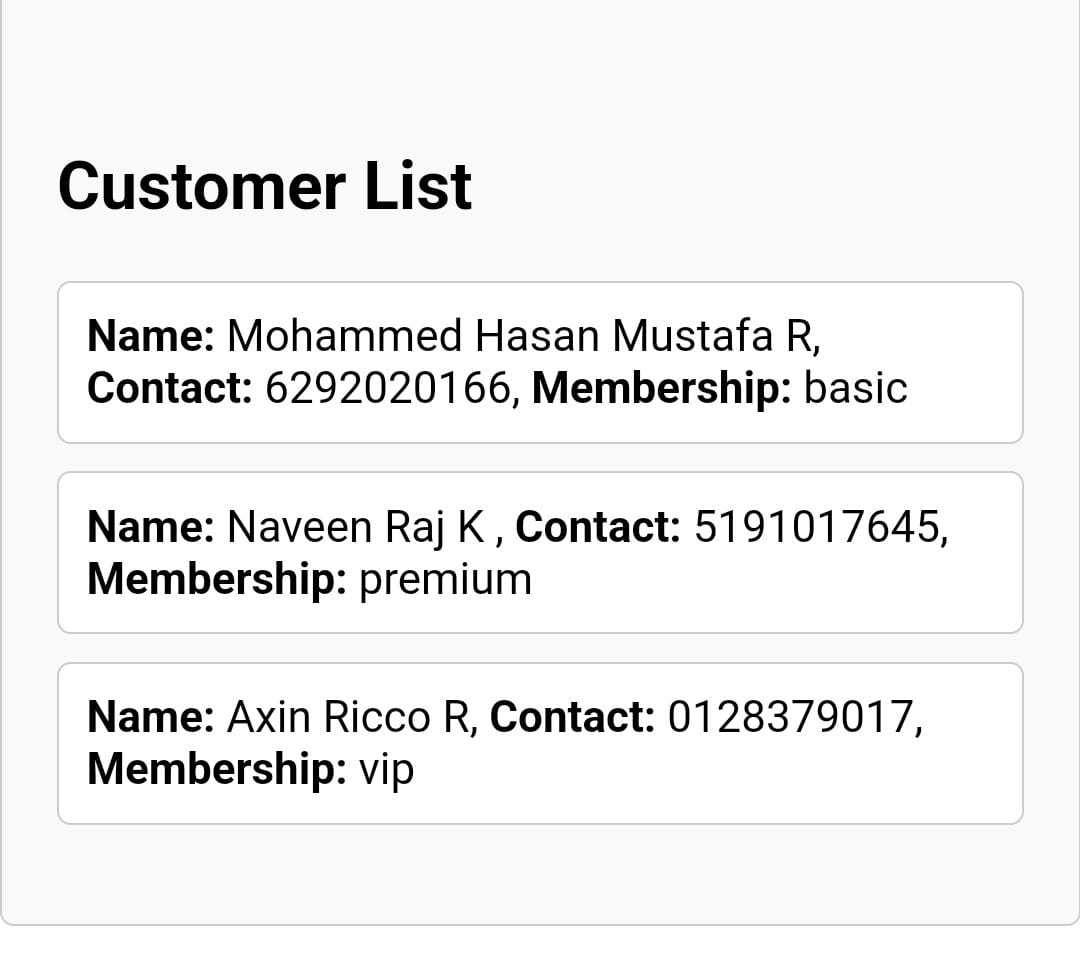 Customer List
Name: Mohammed Hasan Mustafa R,
Contact: 6292020166, Membership: basic
Name: Naveen Raj K , Contact: 5191017645,
Membership: premium
Name: Axin Ricco R, Contact: 0128379017,
Membership: vip